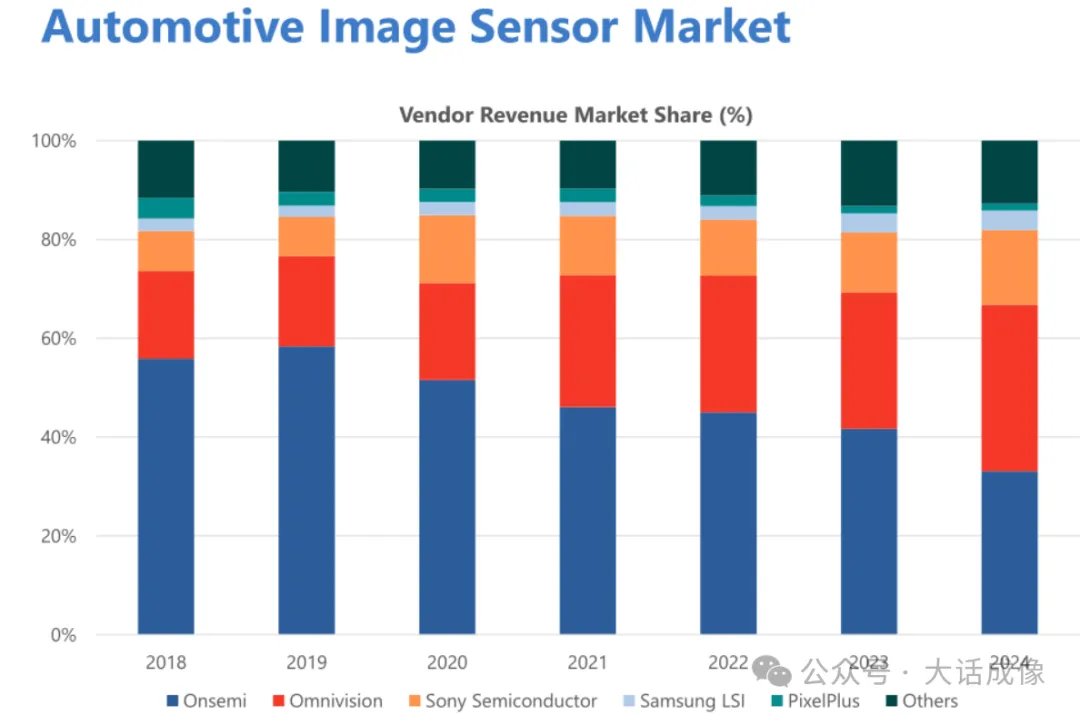 Automotive Image Sensor Market
Vendor Revenue Market Share (%)
100%
80%
60%
40%
20%
0%
2018 2019 2020 2021 2022 2023 2024
公众号 · 大话成像
Onsemi Omnivision Sony Semiconductor Samsung LSI PixelPlus Others